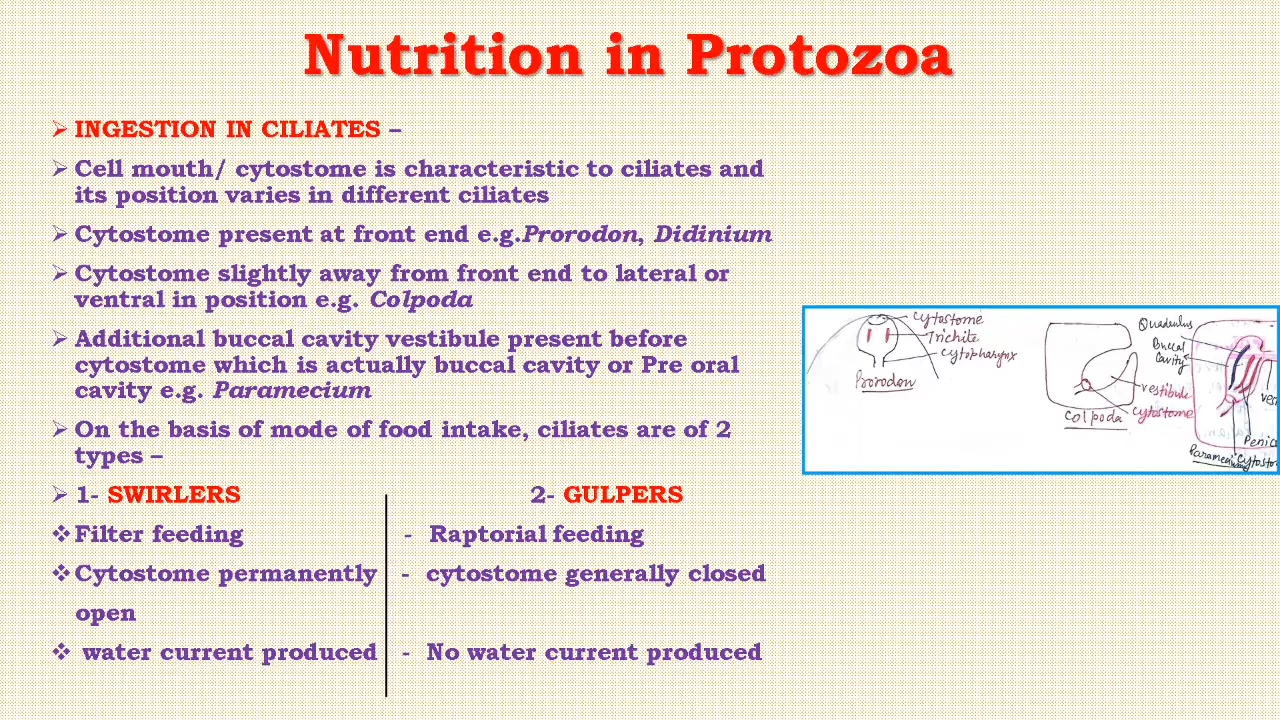 Nutrition in Protozoa
➢ INGESTION IN CILIATES –
➢ Cell mouth/ cytostome is characteristic to ciliates and
its position varies in different ciliates
➢ Cytostome present at front end e.g.Prorodon, Didinium
➢ Cytostome slightly away from front end to lateral or
ventral in position e.g. Colpoda
➢ Additional buccal cavity vestibule present before
cytostome which is actually buccal cavity or Pre oral
cavity e.g. Paramecium
➢ On the basis of mode of food intake, ciliates are of 2
types –
➢ 1- SWIRLERS 2- GULPERS
❖ Filter feeding - Raptorial feeding
❖ Cytostome permanently - cytostome generally closed
open
❖ water current produced - No water current produced
cytostome
Trichite
cytopharynx
Prorodon
vestibule
cytostome
Colpoda
Quadulus
Buccal
cavity